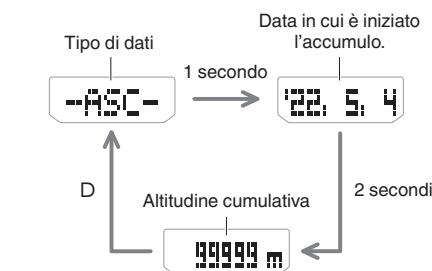 Data in cui è iniziato
l'accumulo.
Tipo di dati
1 secondo
--ASC-
'22. 5. 4
D
Altitudine cumulativa
2 secondi
99999 m